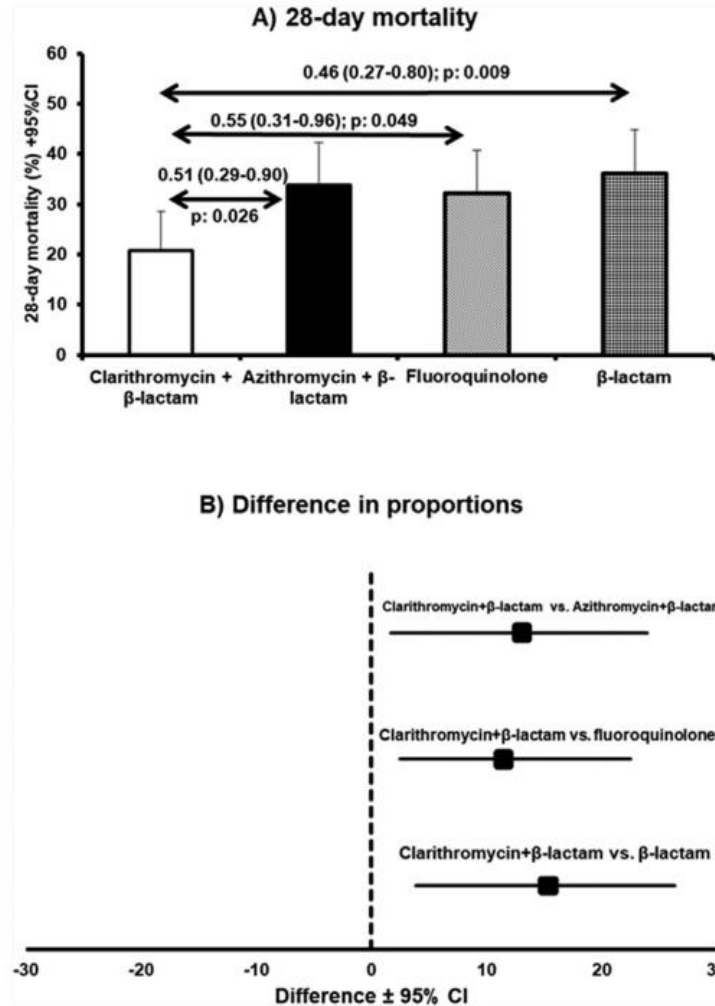 A) 28-day mortality
28-day mortality (%) +95%CI
60
50
40
30
20
10
0
0.46 (0.27-0.80); p: 0.009
0.55 (0.31-0.96); p: 0.049
0.51 (0.29-0.90)
p: 0.026
Clarithromycin +
β-lactam
Azithromycin + β-
lactam
Fluoroquinolone
β-lactam
B) Difference in proportions
Clarithromycin+β-lactam vs. Azithromycin+β-lactam
Clarithromycin+β-lactam vs. fluoroquinolone
Clarithromycin+β-lactam vs. β-lactam
-30 -20 -10 0 10 20 30
Difference ± 95% CI